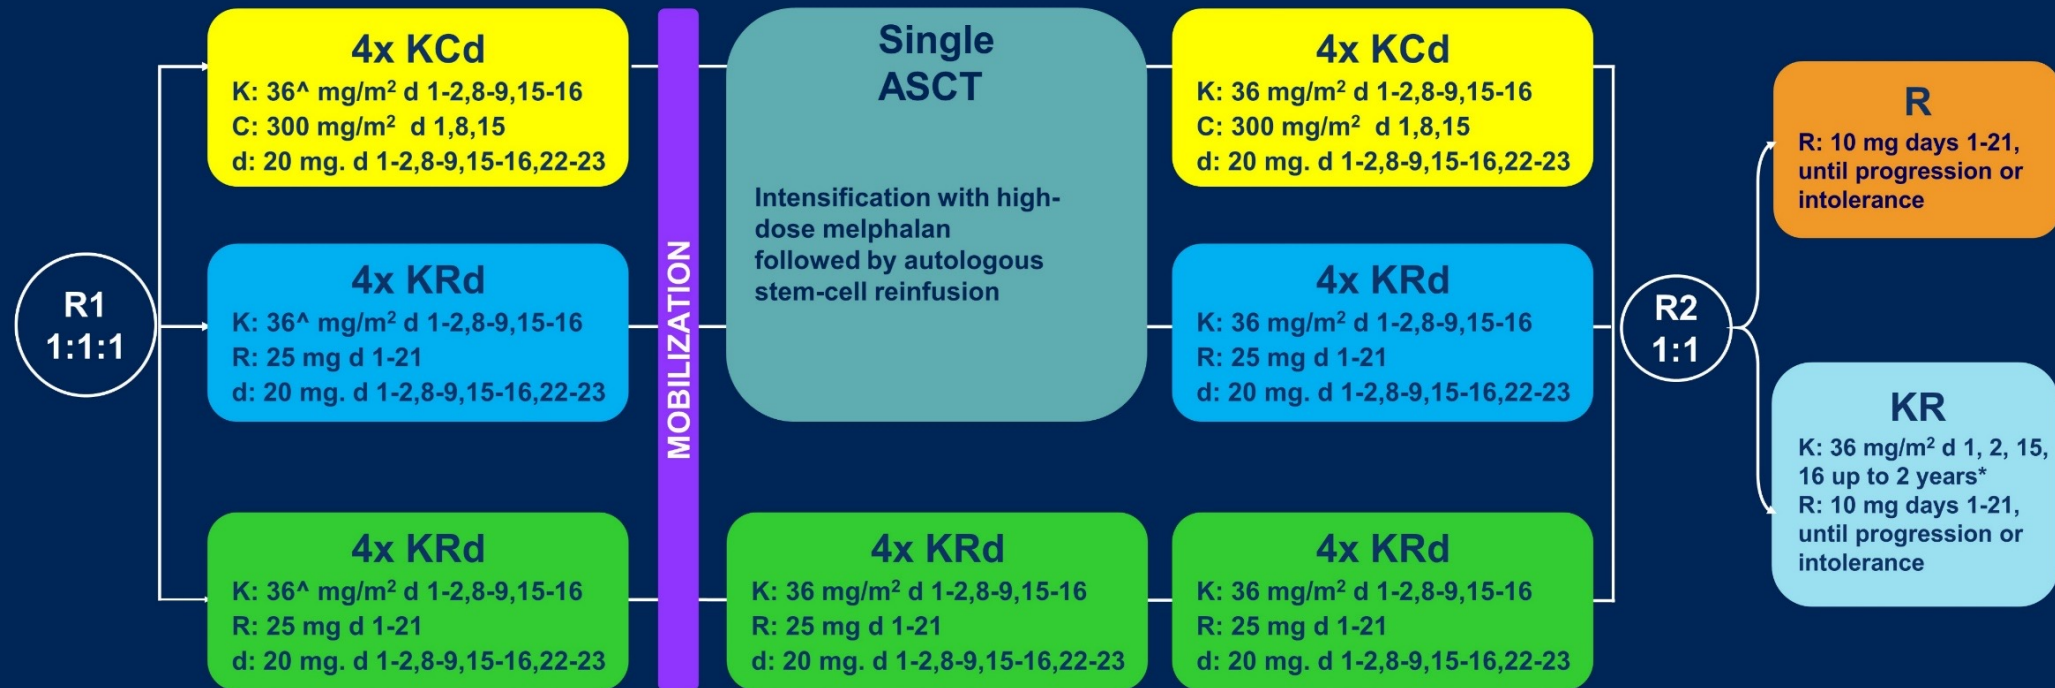 R1
1:1:1
4x KCd
K: 36^ mg/m² d 1-2,8-9,15-16
C: 300 mg/m² d 1,8,15
d: 20 mg. d 1-2,8-9,15-16,22-23
4x KRd
K: 36^ mg/m² d 1-2,8-9,15-16
R: 25 mg d 1-21
d: 20 mg. d 1-2,8-9,15-16,22-23
4x KRd
K: 36^ mg/m² d 1-2,8-9,15-16
R: 25 mg d 1-21
d: 20 mg. d 1-2,8-9,15-16,22-23
MOBILIZATION
Single
ASCT
Intensification with high-
dose melphalan
followed by autologous
stem-cell reinfusion
4x KRd
K: 36 mg/m² d 1-2,8-9,15-16
R: 25 mg d 1-21
d: 20 mg. d 1-2,8-9,15-16,22-23
4x KCd
K: 36 mg/m² d 1-2,8-9,15-16
C: 300 mg/m² d 1,8,15
d: 20 mg. d 1-2,8-9,15-16,22-23
4x KRd
K: 36 mg/m² d 1-2,8-9,15-16
R: 25 mg d 1-21
d: 20 mg. d 1-2,8-9,15-16,22-23
4x KRd
K: 36 mg/m² d 1-2,8-9,15-16
R: 25 mg d 1-21
d: 20 mg. d 1-2,8-9,15-16,22-23
R2
1:1
R
R: 10 mg days 1-21,
until progression or
intolerance
KR
K: 36 mg/m² d 1, 2, 15,
16 up to 2 years*
R: 10 mg days 1-21,
until progression or
intolerance